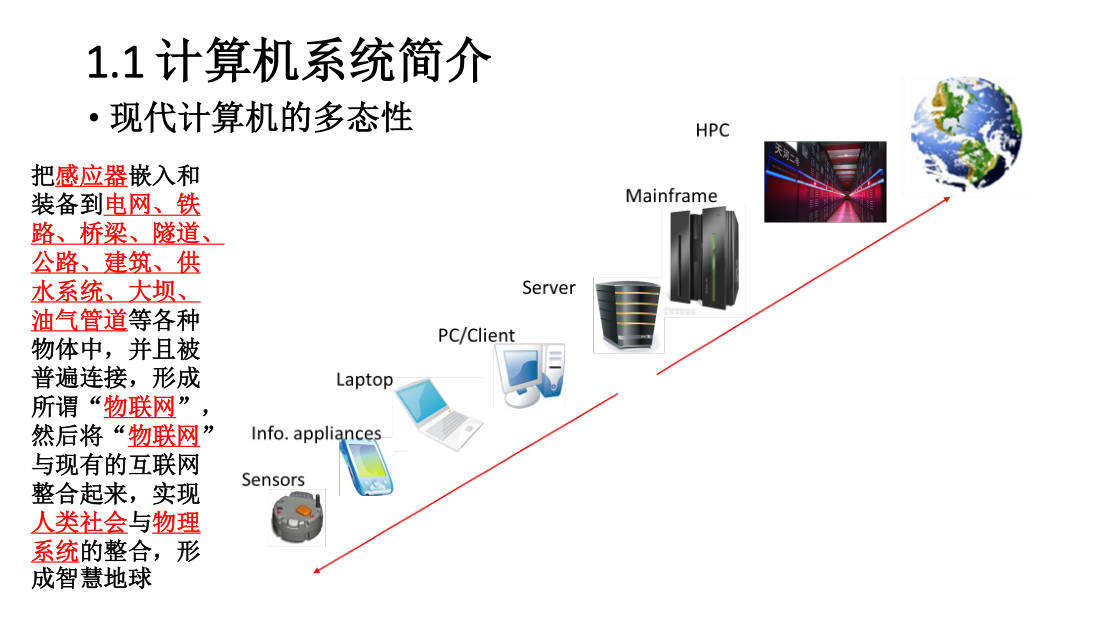 1.1 计算机系统简介
• 现代计算机的多态性
把感应器嵌入和
装备到电网、铁
路、桥梁、隧道、
公路、建筑、供
水系统、大坝、
油气管道等各种
物体中，并且被
普遍连接，形成
所谓“物联网”，
然后将“物联网”
与现有的互联网
整合起来，实现
人类社会与物理
系统的整合，形
成智慧地球
HPC
天河二号
Mainframe
Server
PC/Client
Laptop
Info. appliances
Sensors